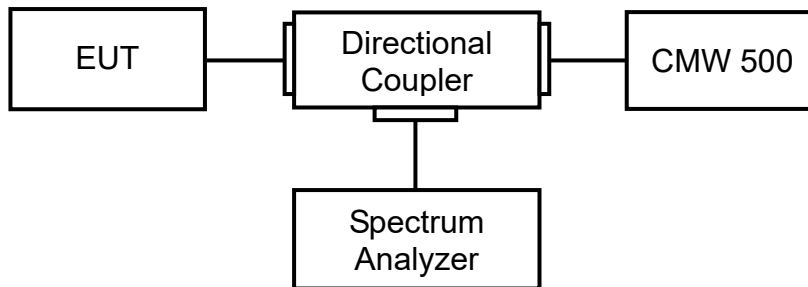 EUT
Directional
Coupler
CMW 500
Spectrum
Analyzer